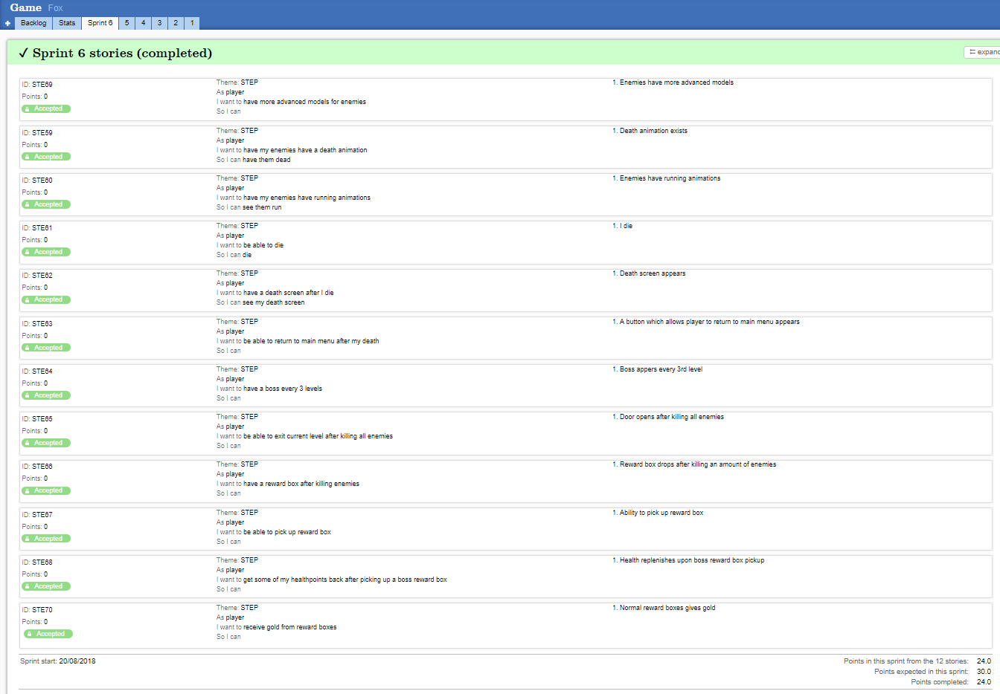 Game Fox
Backlog Stats Sprint 6 5 4 3 2 1
✓ Sprint 6 stories (completed)
expand
ID: STE69
Points: 0
Accepted
Theme: STEP
As player
I want to have more advanced models for enemies
So I can
1. Enemies have more advanced models
ID: STE59
Points: 0
Accepted
Theme: STEP
As player
I want to have my enemies have a death animation
So I can have them dead
1. Death animation exists
ID: STE60
Points: 0
Accepted
Theme: STEP
As player
I want to have my enemies have running animations
So I can see them run
1. Enemies have running animations
ID: STE61
Points: 0
Accepted
Theme: STEP
As player
I want to be able to die
So I can die
1. I die
ID: STE62
Points: 0
Accepted
Theme: STEP
As player
I want to have a death screen after I die
So I can see my death screen
1. Death screen appears
ID: STE63
Points: 0
Accepted
Theme: STEP
As player
I want to be able to return to main menu after my death
So I can
1. A button which allows player to return to main menu appears
ID: STE64
Points: 0
Accepted
Theme: STEP
As player
I want to have a boss every 3 levels
So I can
1. Boss appers every 3rd level
ID: STE65
Points: 0
Accepted
Theme: STEP
As player
I want to be able to exit current level after killing all enemies
So I can
1. Door opens after killing all enemies
ID: STE66
Points: 0
Accepted
Theme: STEP
As player
I want to have a reward box after killing enemies
So I can
1. Reward box drops after killing an amount of enemies
ID: STE67
Points: 0
Accepted
Theme: STEP
As player
I want to be able to pick up reward box
So I can
1. Ability to pick up reward box
ID: STE68
Points: 0
Accepted
Theme: STEP
As player
I want to get some of my healthpoints back after picking up a boss reward box
So I can
1. Health replenishes upon boss reward box pickup
ID: STE70
Points: 0
Accepted
Theme: STEP
As player
I want to receive gold from reward boxes
So I can
1. Normal reward boxes gives gold
Sprint start: 20/08/2018
Points in this sprint from the 12 stories: 24.0
Points expected in this sprint: 30.0
Points completed: 24.0